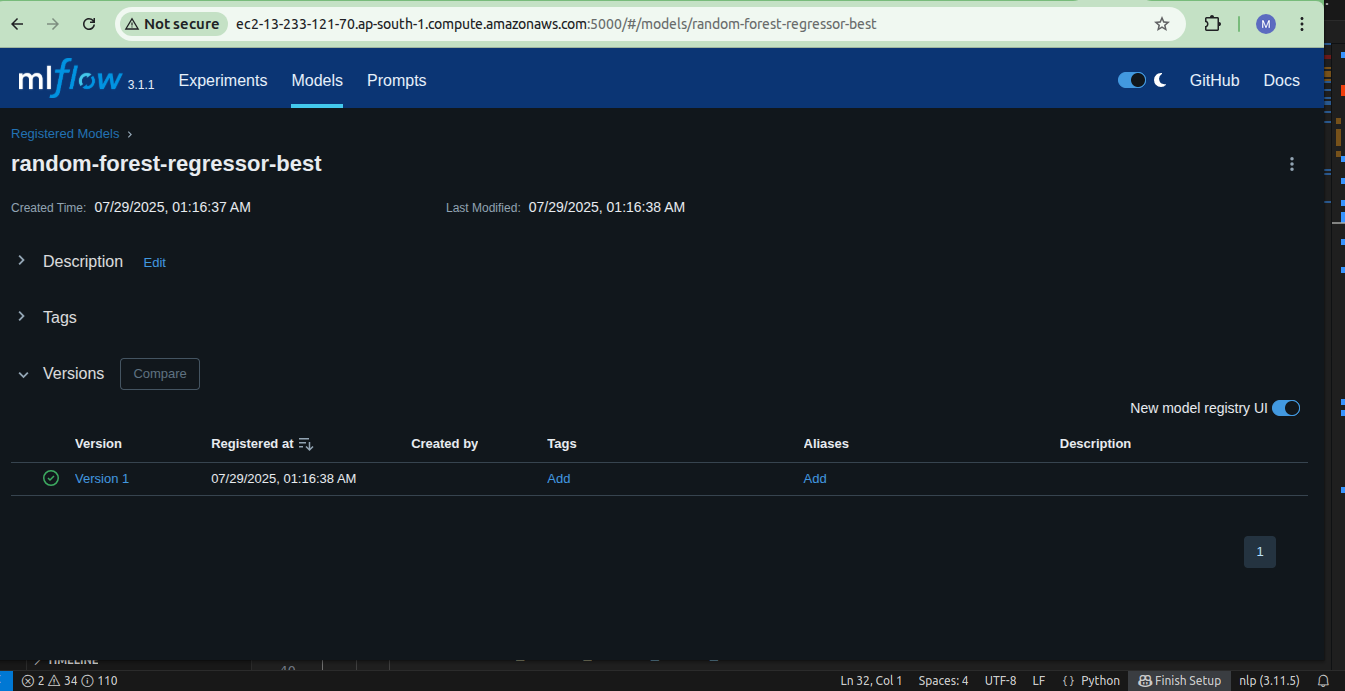 Not secure ec2-13-233-121-70.ap-south-1.compute.amazonaws.com:5000/#/models/random-forest-regressor-best M
mlflow 3.1.1 Experiments Models Prompts GitHub Docs
Registered Models ›
random-forest-regressor-best
Created Time: 07/29/2025, 01:16:37 AM Last Modified: 07/29/2025, 01:16:38 AM
Description Edit
Tags
Versions Compare
New model registry UI
Version Registered at Created by Tags Aliases Description
Version 1 07/29/2025, 01:16:38 AM Add Add
1
TIMELINE
2 34 110 Ln 32, Col 1 Spaces: 4 UTF-8 LF {} Python Finish Setup nlp (3.11.5)